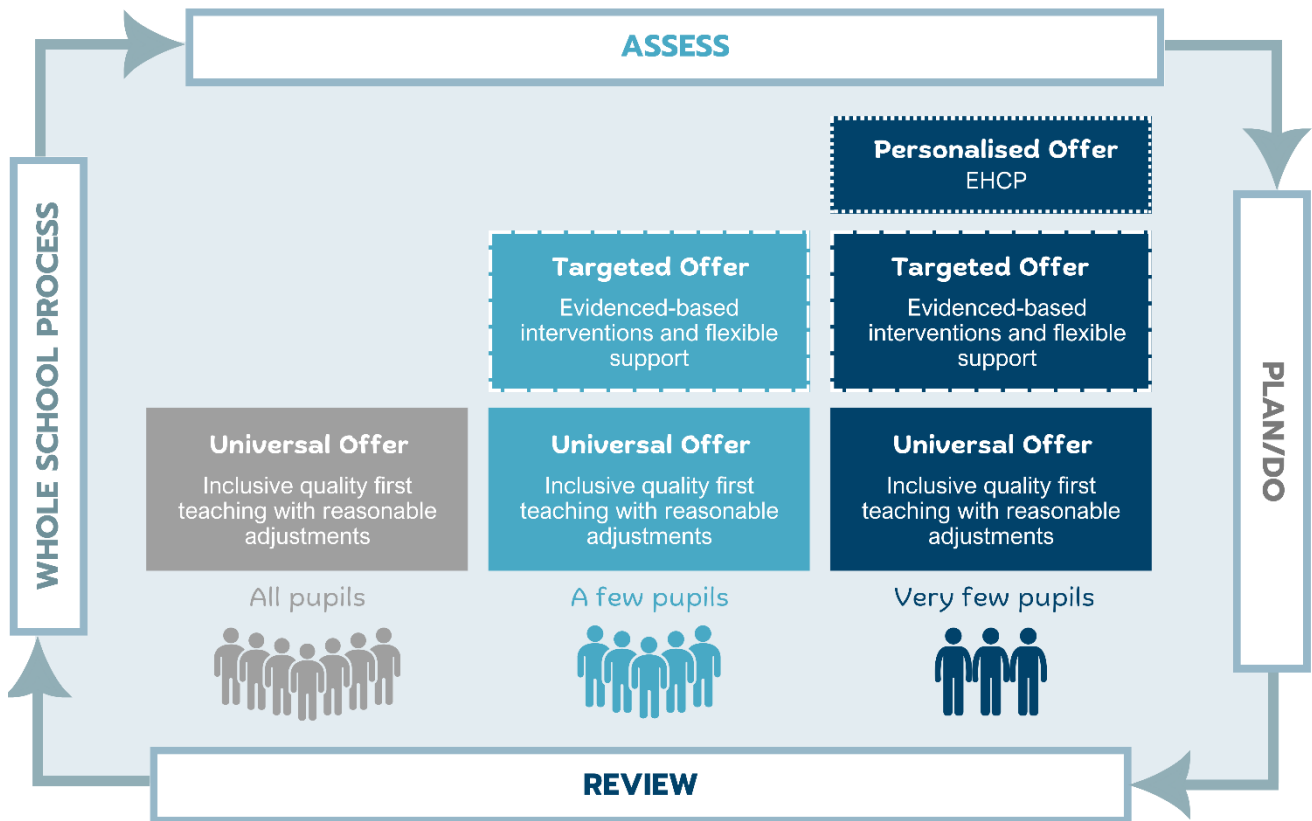 ASSESS
WHOLE SCHOOL PROCESS
PLAN/DO
Personalised Offer
EHCP
Targeted Offer
Evidenced-based
interventions and flexible
support
Targeted Offer
Evidenced-based
interventions and flexible
support
Universal Offer
Inclusive quality first
teaching with reasonable
adjustments
Universal Offer
Inclusive quality first
teaching with reasonable
adjustments
Universal Offer
Inclusive quality first
teaching with reasonable
adjustments
All pupils
A few pupils
Very few pupils
REVIEW